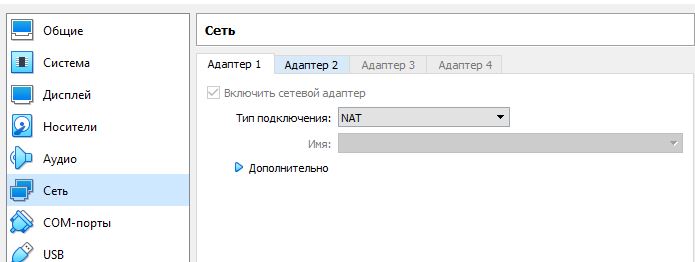 Общие
Система
Дисплей
Носители
Аудио
Сеть
COM-порты
USB
Сеть
Адаптер 1 Адаптер 2 Адаптер 3 Адаптер 4
Включить сетевой адаптер
Тип подключения: NAT
Имя:
Дополнительно